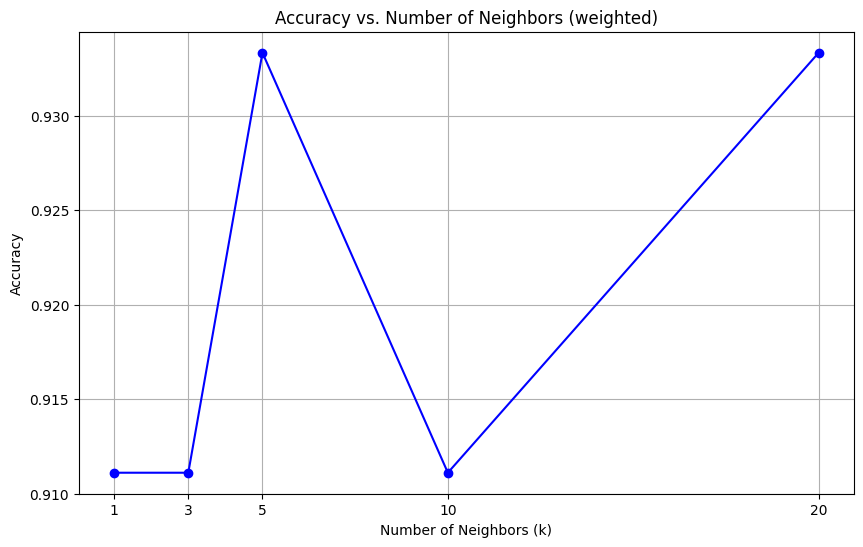 Accuracy vs. Number of Neighbors (weighted)
0.930
0.925
0.920
0.915
0.910
Accuracy
1 3 5 10 20
Number of Neighbors (k)